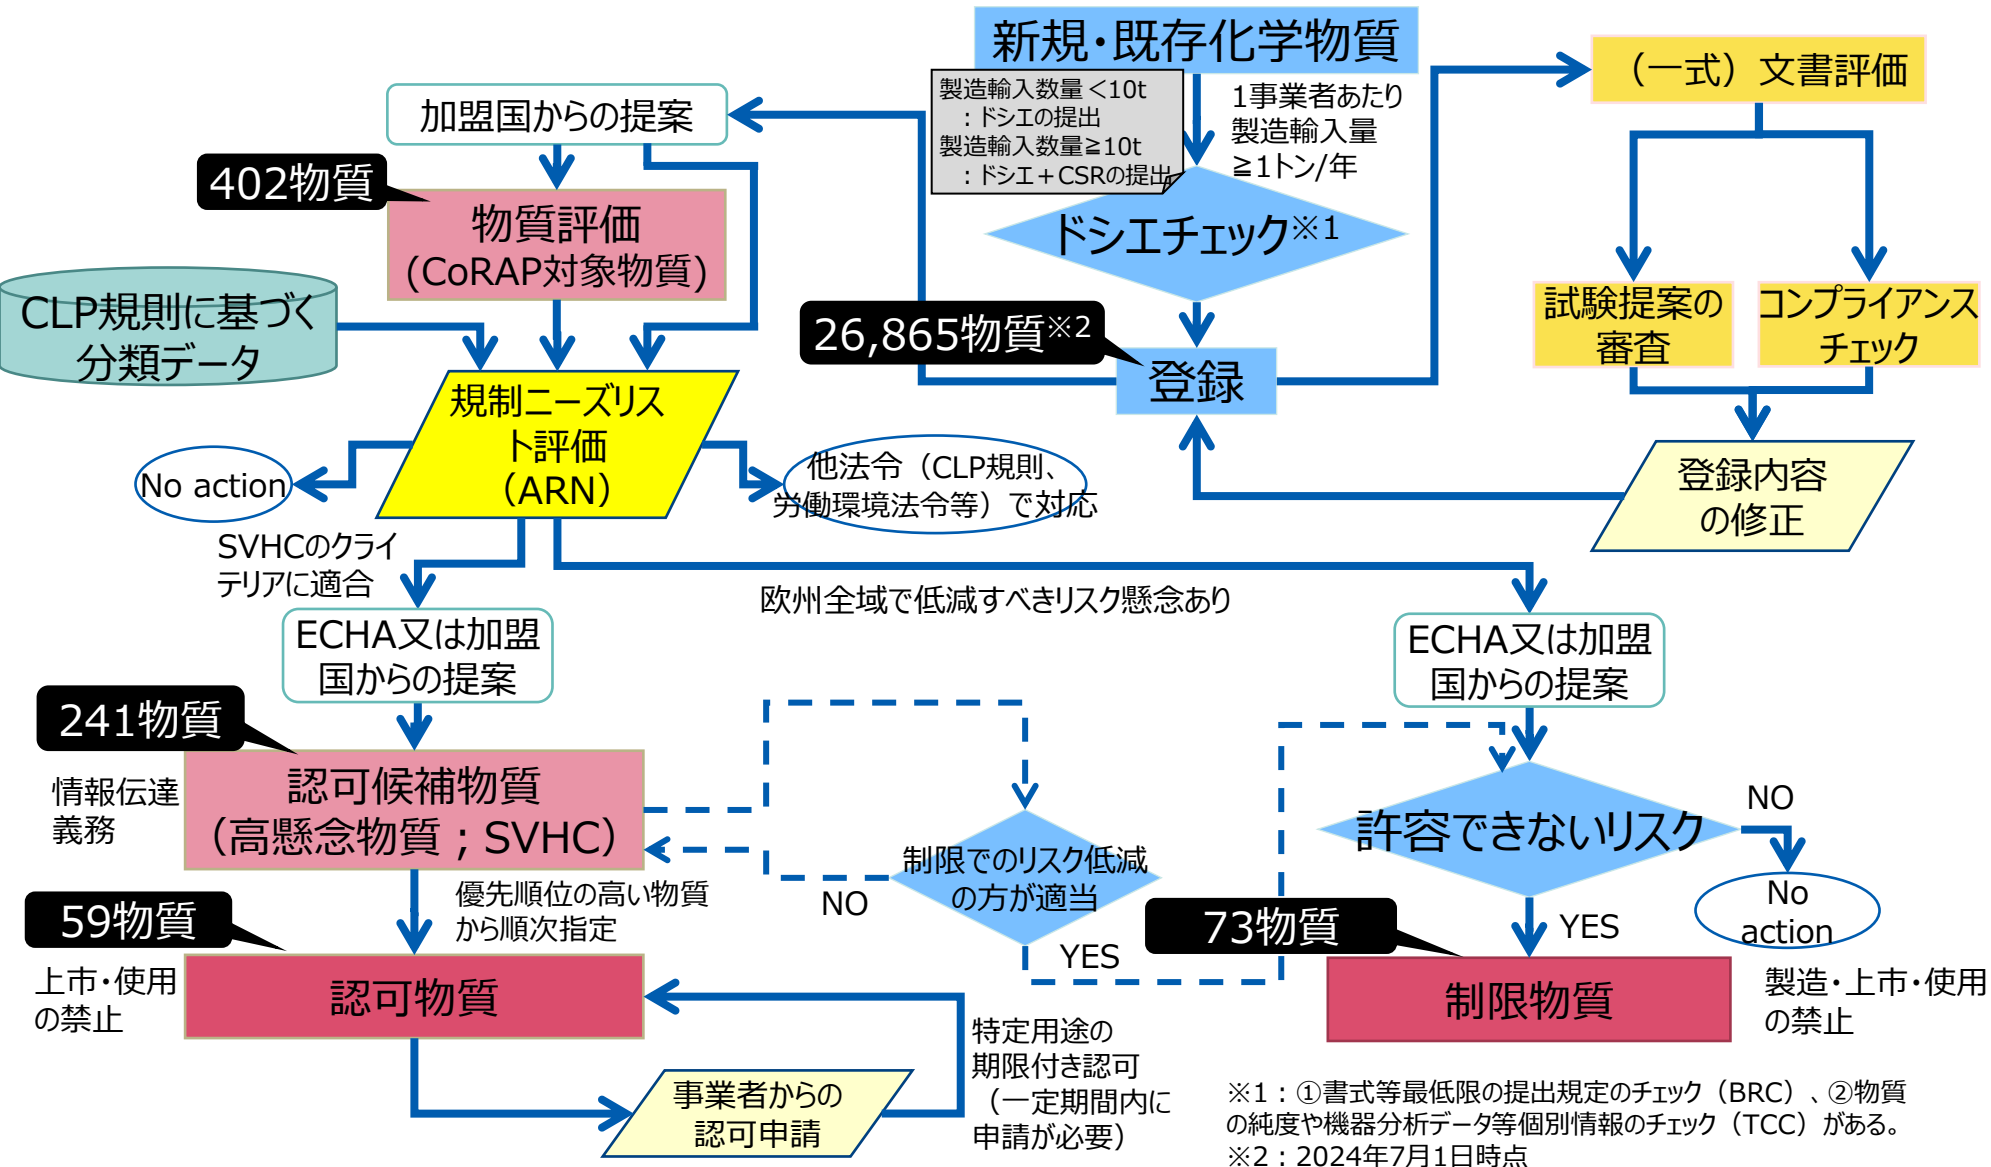 新規・既存化学物質
製造輸入数量<10t
：ドシエの提出
製造輸入数量≧10t
：ドシエ＋CSRの提出
1事業者あたり
製造輸入量
≧1トン/年
（一式）文書評価
加盟国からの提案
402物質
物質評価
(CoRAP対象物質)
ドシエチェック※1
CLP規則に基づく
分類データ
26,865物質※2
登録
試験提案の
審査
コンプライアンス
チェック
規制ニーズリス
ト評価
（ARN）
No action
他法令（CLP規則、
労働環境法令等）で対応
登録内容
の修正
SVHCのクライ
テリアに適合
欧州全域で低減すべきリスク懸念あり
ECHA又は加盟
国からの提案
ECHA又は加盟
国からの提案
241物質
認可候補物質
（高懸念物質；SVHC）
情報伝達
義務
制限でのリスク低減
の方が適当
NO
YES
許容できないリスク
NO
No
action
YES
優先順位の高い物質
から順次指定
59物質
認可物質
上市・使用
の禁止
73物質
制限物質
製造・上市・使用
の禁止
事業者からの
認可申請
特定用途の
期限付き認可
（一定期間内に
申請が必要）
※1：①書式等最低限の提出規定のチェック（BRC）、②物質
の純度や機器分析データ等個別情報のチェック（TCC）がある。
※2：2024年7月1日時点